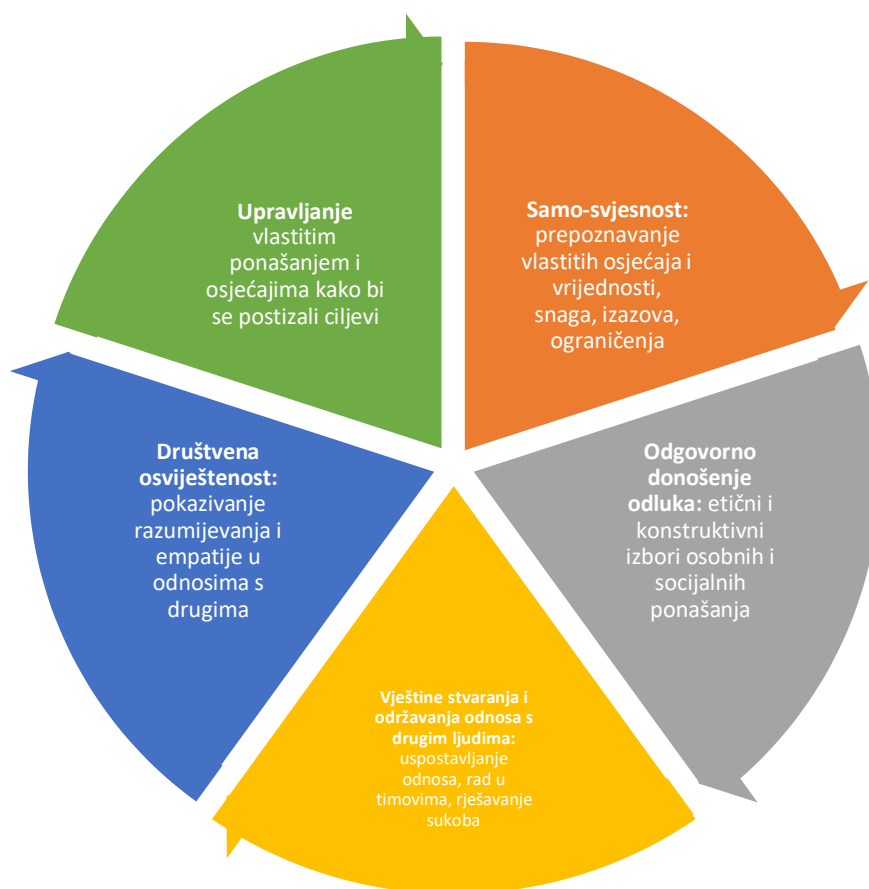 Upravljanje
vlastitim
ponašanjem i
osjećajima kako bi
se postizali ciljevi
Samo-svjesnost:
prepoznavanje
vlastitih osjećaja i
vrijednosti,
snaga, izazova,
ograničenja
Društvena
osviještenost:
pokazivanje
razumijevanja i
empatije u
odnosima s
drugima
Odgovorno
donošenje
odluka: etični i
konstruktivni
izbori osobnih i
socijalnih
ponašanja
Vještine stvaranja i
održavanja odnosa s
drugim ljudima:
uspostavljanje
odnosa, rad u
timovima, rješavanje
sukoba